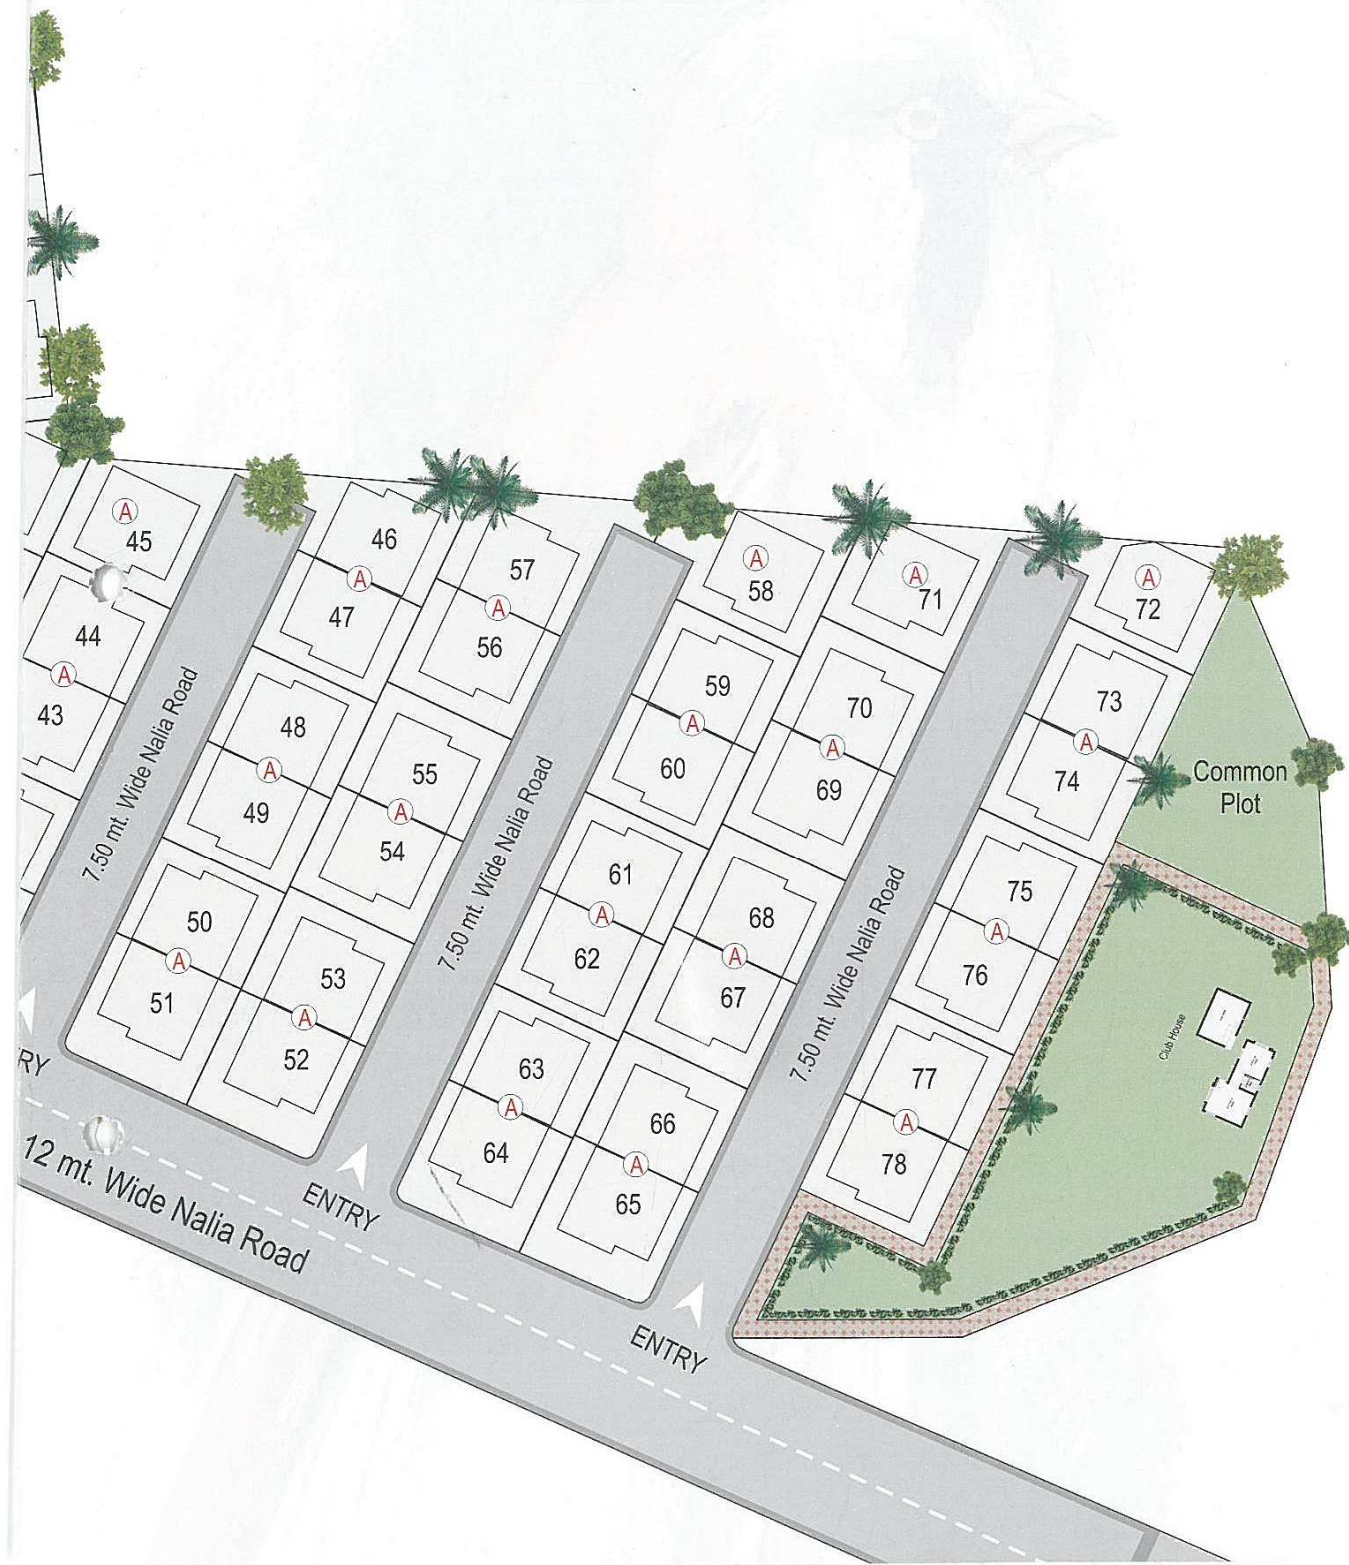 A
45
44
A
43
46
A
47
57
A
56
A
58
A
71
A
72
48
A
49
55
A
54
59
A
60
70
A
69
73
A
74
Common
Plot
50
A
51
53
A
52
61
A
62
68
A
67
75
A
76
63
A
64
66
A
65
77
A
78
7.50 mt. Wide Nalia Road
7.50 mt. Wide Nalia Road
7.50 mt. Wide Nalia Road
Club House
RY
ENTRY
ENTRY
12 mt. Wide Nalia Road